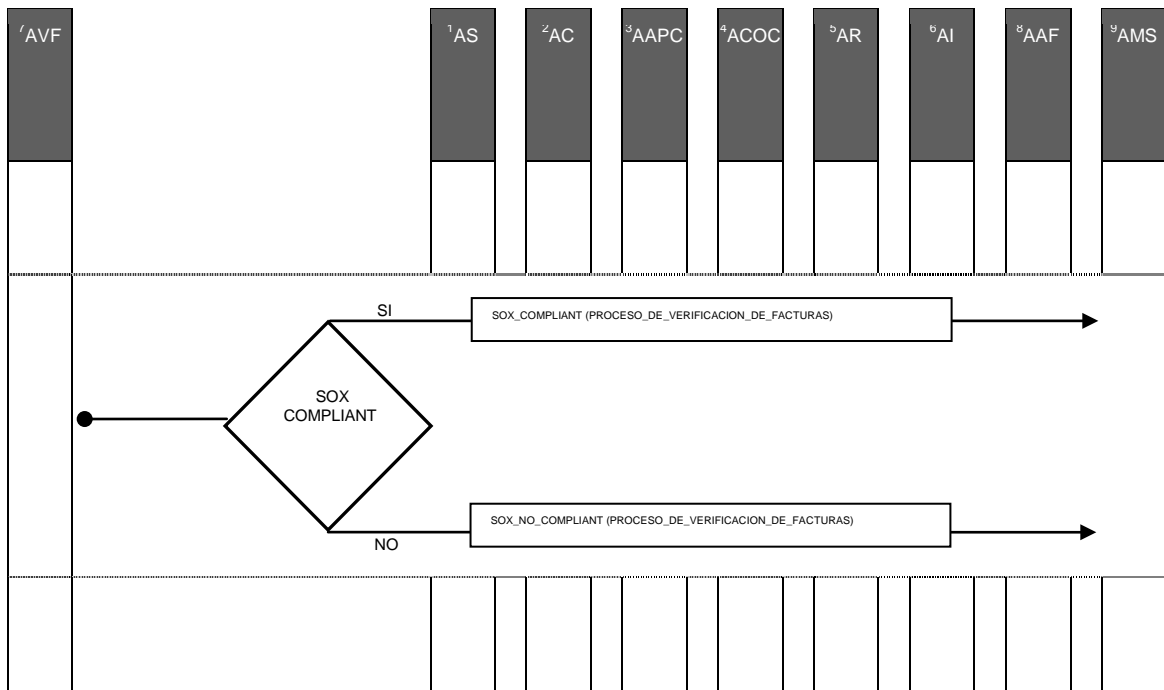 ⁷AVF
¹AS
²AC
³AAPC
⁴ACOC
⁵AR
⁶AI
⁸AAF
⁹AMS
SI
SOX_COMPLIANT (PROCESO_DE_VERIFICACION_DE_FACTURAS)
SOX
COMPLIANT
SOX_NO_COMPLIANT (PROCESO_DE_VERIFICACION_DE_FACTURAS)
NO